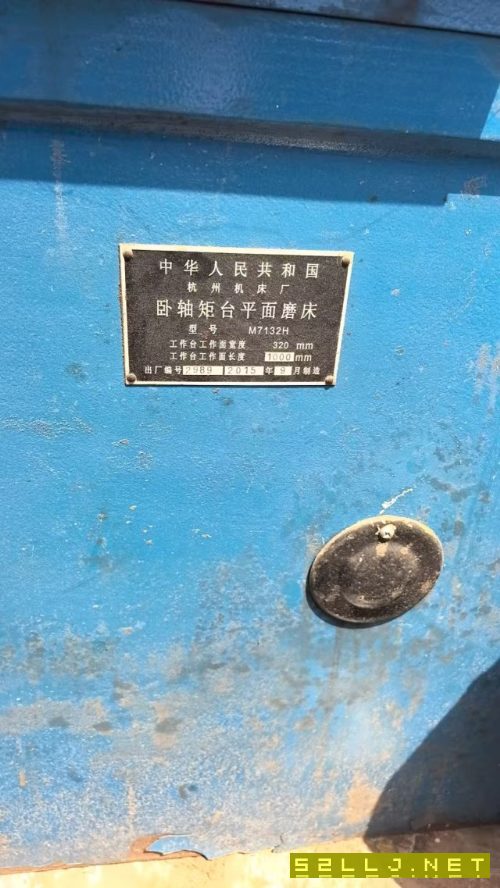 中华人民共和国
杭州机床厂
卧轴矩台平面磨床
型号 M7132H
工作台工作面宽度 320 mm
工作台工作面长度 1000 mm
出厂编号 2989 2015 年 9 月制造
52LLJ.NET